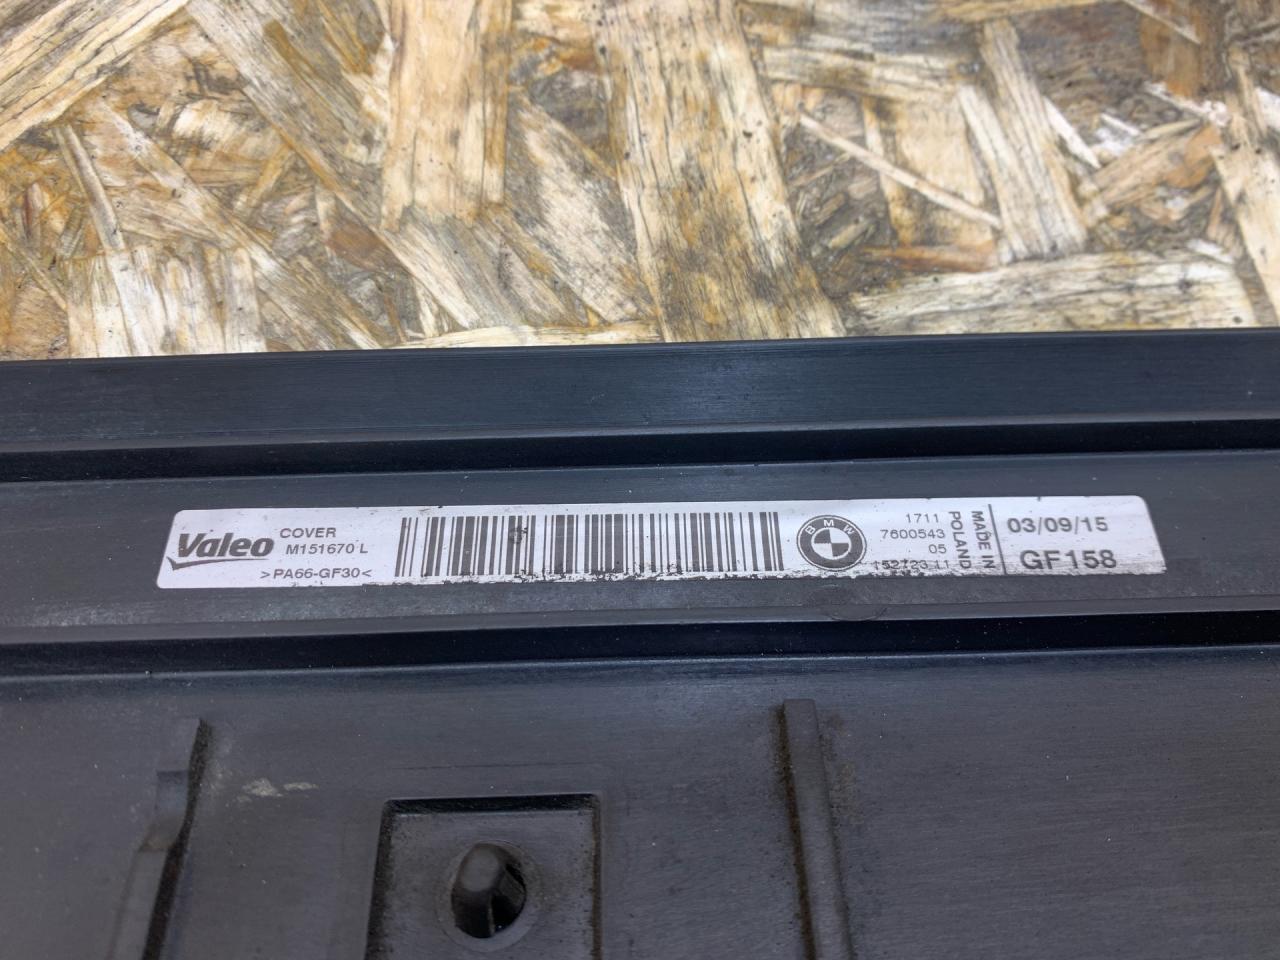 Valeo
COVER
M151670 L
>PA66-GF30<
BMW
1711
7600543
05
MADE IN
POLAND
03/09/15
GF158